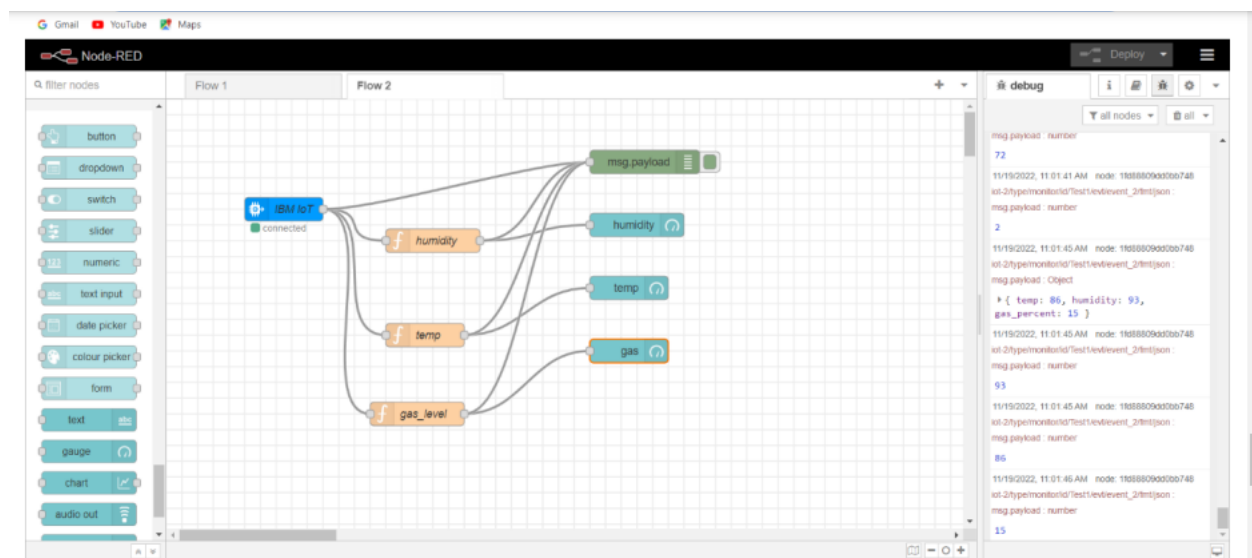 Gmail YouTube Maps
Node-RED
Deploy
filter nodes
Flow 1
Flow 2
debug
i
all nodes
all
button
dropdown
switch
slider
numeric
text input
date picker
colour picker
form
text
gauge
chart
audio out
123
abc
abc
IBM IoT
connected
f humidity
f temp
f gas_level
msg.payload
humidity
temp
gas
msg.payload : number
72
11/19/2022, 11:01:41 AM node:
iot-2/type/monitor/id/Test1/evt/event_2/fmt/json :
msg.payload : number
2
11/19/2022, 11:01:45 AM node:
iot-2/type/monitor/id/Test1/evt/event_2/fmt/json :
msg.payload : Object
{ temp: 86, humidity: 93,
gas_percent: 15 }
11/19/2022, 11:01:45 AM node:
iot-2/type/monitor/id/Test1/evt/event_2/fmt/json :
msg.payload : number
93
11/19/2022, 11:01:45 AM node:
iot-2/type/monitor/id/Test1/evt/event_2/fmt/json :
msg.payload : number
86
11/19/2022, 11:01:46 AM node:
iot-2/type/monitor/id/Test1/evt/event_2/fmt/json :
msg.payload : number
15